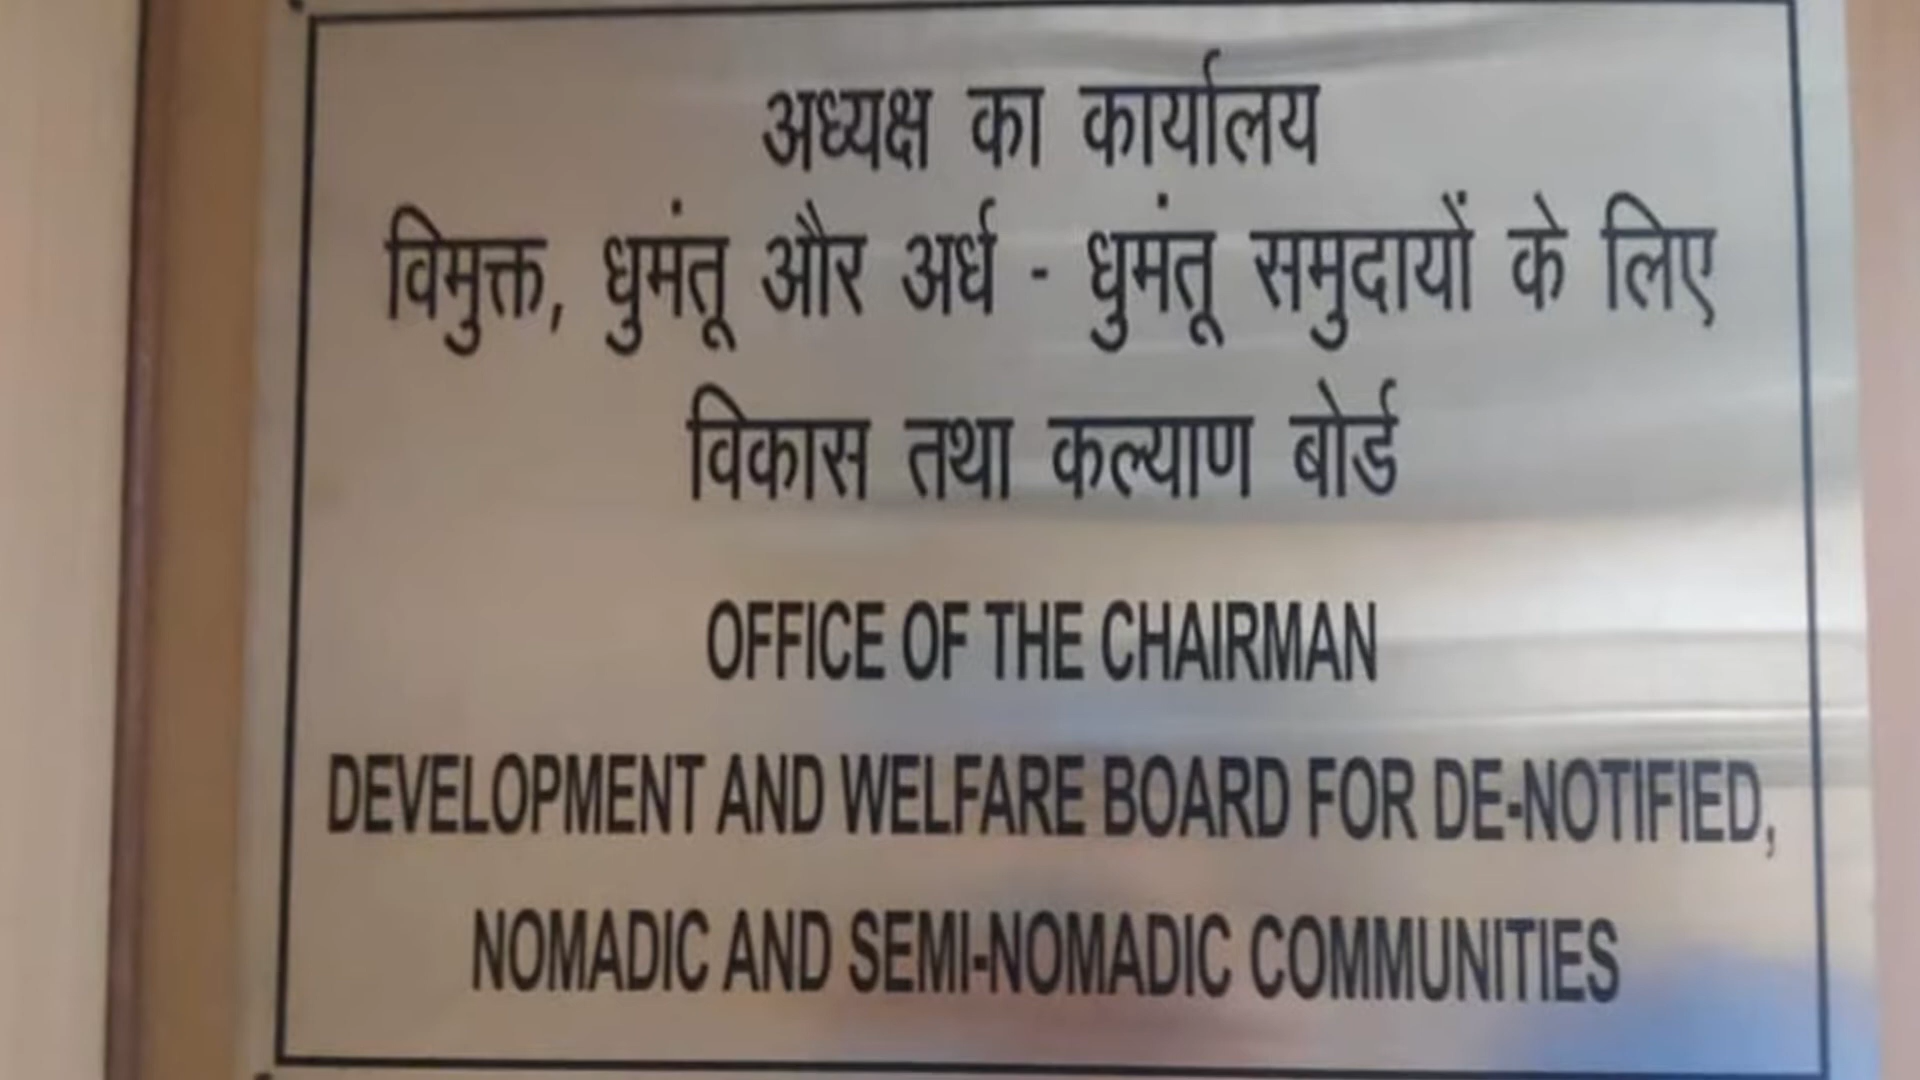 अध्यक्ष का कार्यालय
विमुक्त, धुमंतू और अर्ध - धुमंतू समुदायों के लिए
विकास तथा कल्याण बोर्ड
OFFICE OF THE CHAIRMAN
DEVELOPMENT AND WELFARE BOARD FOR DE-NOTIFIED,
NOMADIC AND SEMI-NOMADIC COMMUNITIES